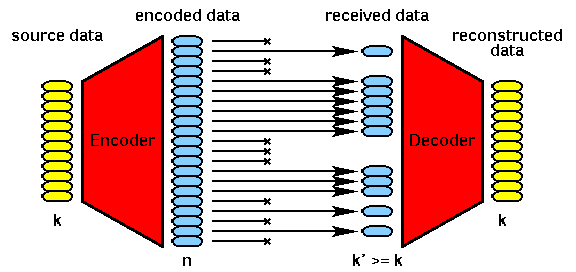 encoded data
received data
source data
reconstructed
data
Encoder
Decoder
k
n
k' >= k
k